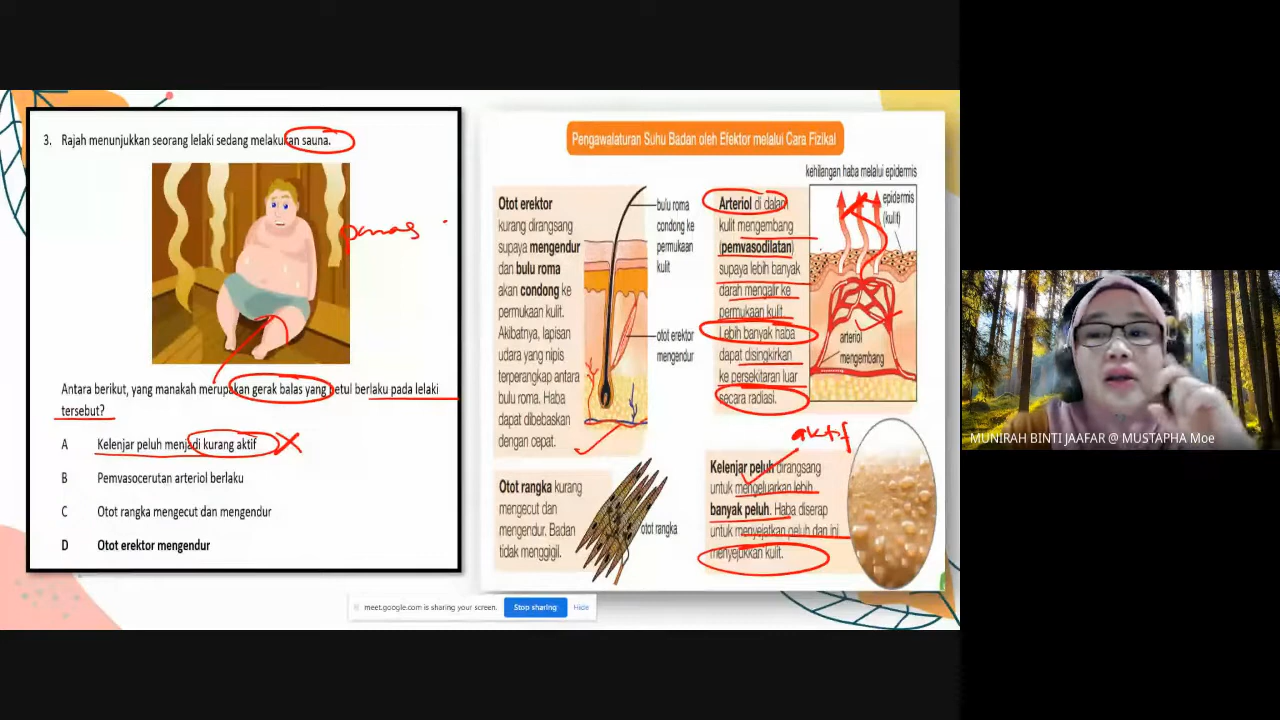 3. Rajah menunjukkan seorang lelaki sedang melakukan sauna.
panas
Antara berikut, yang manakah merupakan gerak balas yang betul berlaku pada lelaki
tersebut?
A Kelenjar peluh menjadi kurang aktif
B Pemvasocerutan arteriol berlaku
C Otot rangka mengecut dan mengendur
D Otot erektor mengendur
Pengawalaturan Suhu Badan oleh Efektor melalui Cara Fizikal
Otot erektor
kurang dirangsang
supaya mengendur
dan bulu roma
akan condong ke
permukaan kulit.
Akibatnya, lapisan
udara yang nipis
terperangkap antara
bulu roma. Haba
dapat dibebaskan
dengan cepat.
bulu roma
condong ke
permukaan
kulit
otot erektor
mengendur
Arteriol di dalam
kulit mengembang
(pemvasodilatan)
supaya lebih banyak
darah mengalir ke
permukaan kulit.
Lebih banyak haba
dapat disingkirkan
ke persekitaran luar
secara radiasi.
kehilangan haba melalui epidermis
epidermis
(kulit)
arteriol
mengembang
Otot rangka kurang
mengecut dan
mengendur. Badan
tidak menggigil.
otot rangka
aktif
Kelenjar peluh dirangsang
untuk mengeluarkan lebih
banyak peluh. Haba diserap
untuk menyejatkan peluh dan ini
menyejukkan kulit.
meet.google.com is sharing your screen.
Stop sharing
Hide
MUNIRAH BINTI JAAFAR @ MUSTAPHA Moe